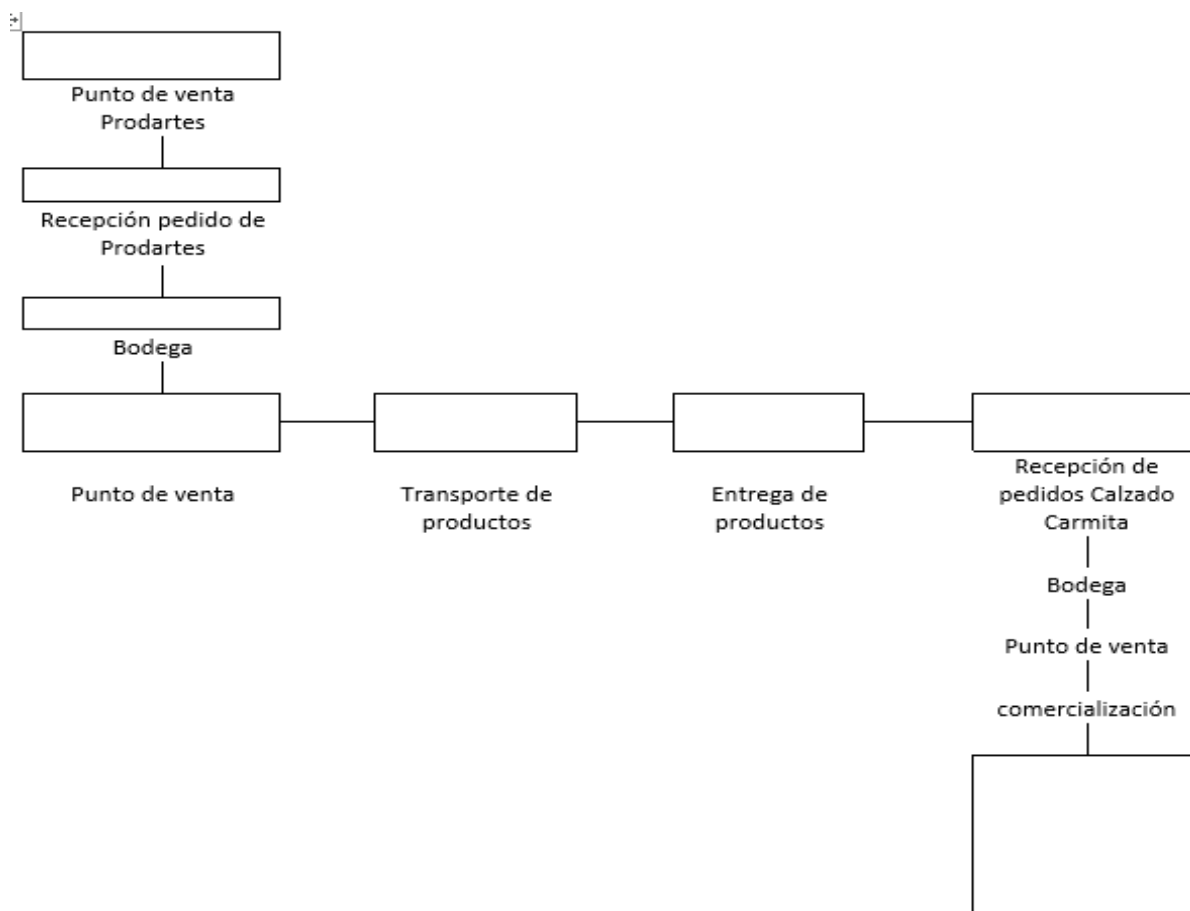 Punto de venta
Prodartes
Recepción pedido de
Prodartes
Bodega
Punto de venta
Transporte de
productos
Entrega de
productos
Recepción de
pedidos Calzado
Carmita
Bodega
Punto de venta
comercialización